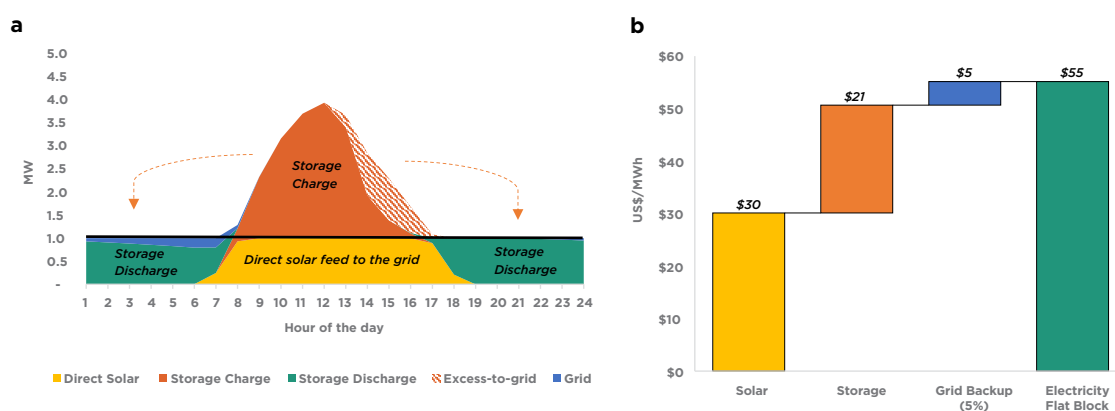 a
5.0
4.5
4.0
3.5
3.0
2.5
2.0
1.5
1.0
0.5
-
MW
Storage
Charge
Storage
Discharge
Direct solar feed to the grid
Storage
Discharge
1 2 3 4 5 6 7 8 9 10 11 12 13 14 15 16 17 18 19 20 21 22 23 24
Hour of the day
Direct Solar Storage Charge Storage Discharge Excess-to-grid Grid
b
$60
$50
$40
$30
$20
$10
$0
US$/MWh
$30
$21
$5
$55
Solar
Storage
Grid Backup
(5%)
Electricity
Flat Block